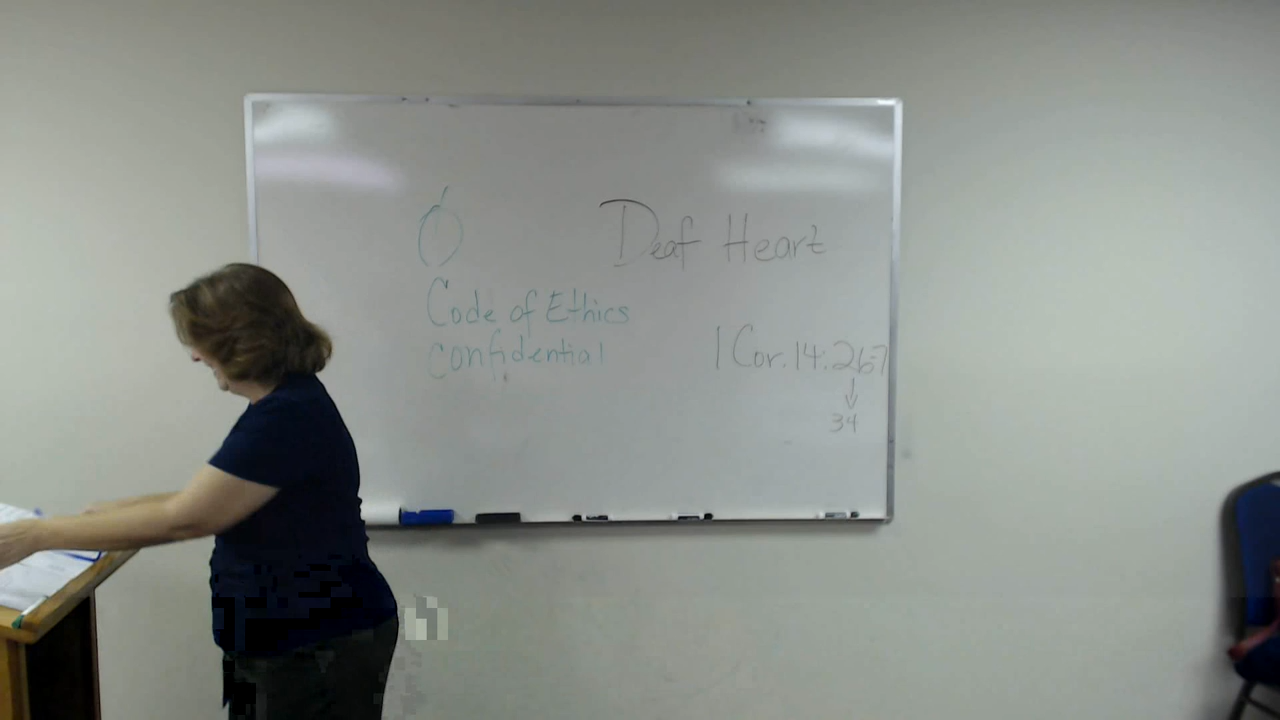 Deaf Heart
Code of Ethics
confidential
1 Cor. 14:26-7
34